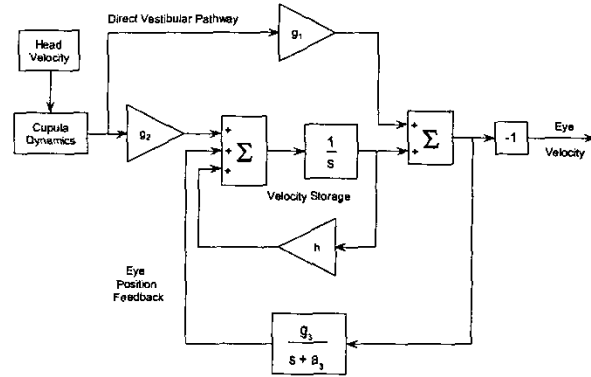 Direct Vestibular Pathway
g₁
Head
Velocity
Cupula
Dynamics
g₂
+
+
+
Σ
1
s
+
+
Σ
-1
Eye
Velocity
Velocity Storage
h
Eye
Position
Feedback
g₃
s + a₃